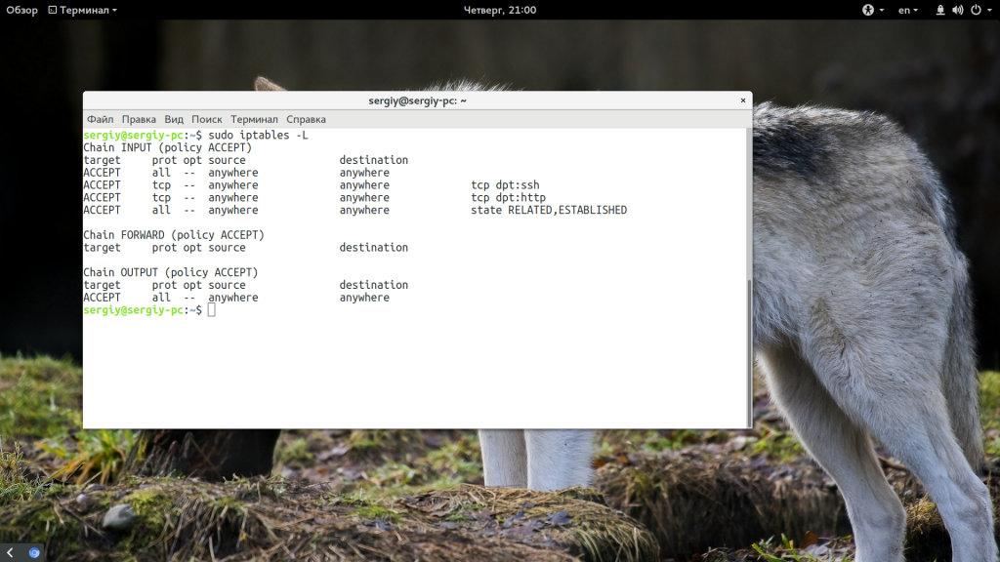 Обзор Терминал Четверг, 21:00 en
sergiy@sergiy-pc: ~ ×
Файл Правка Вид Поиск Терминал Справка
sergiy@sergiy-pc:~$ sudo iptables -L
Chain INPUT (policy ACCEPT)
target     prot opt source               destination
ACCEPT     all  --  anywhere             anywhere
ACCEPT     tcp  --  anywhere             anywhere             tcp dpt:ssh
ACCEPT     tcp  --  anywhere             anywhere             tcp dpt:http
ACCEPT     all  --  anywhere             anywhere             state RELATED,ESTABLISHED
Chain FORWARD (policy ACCEPT)
target     prot opt source               destination
Chain OUTPUT (policy ACCEPT)
target     prot opt source               destination
ACCEPT     all  --  anywhere             anywhere
sergiy@sergiy-pc:~$